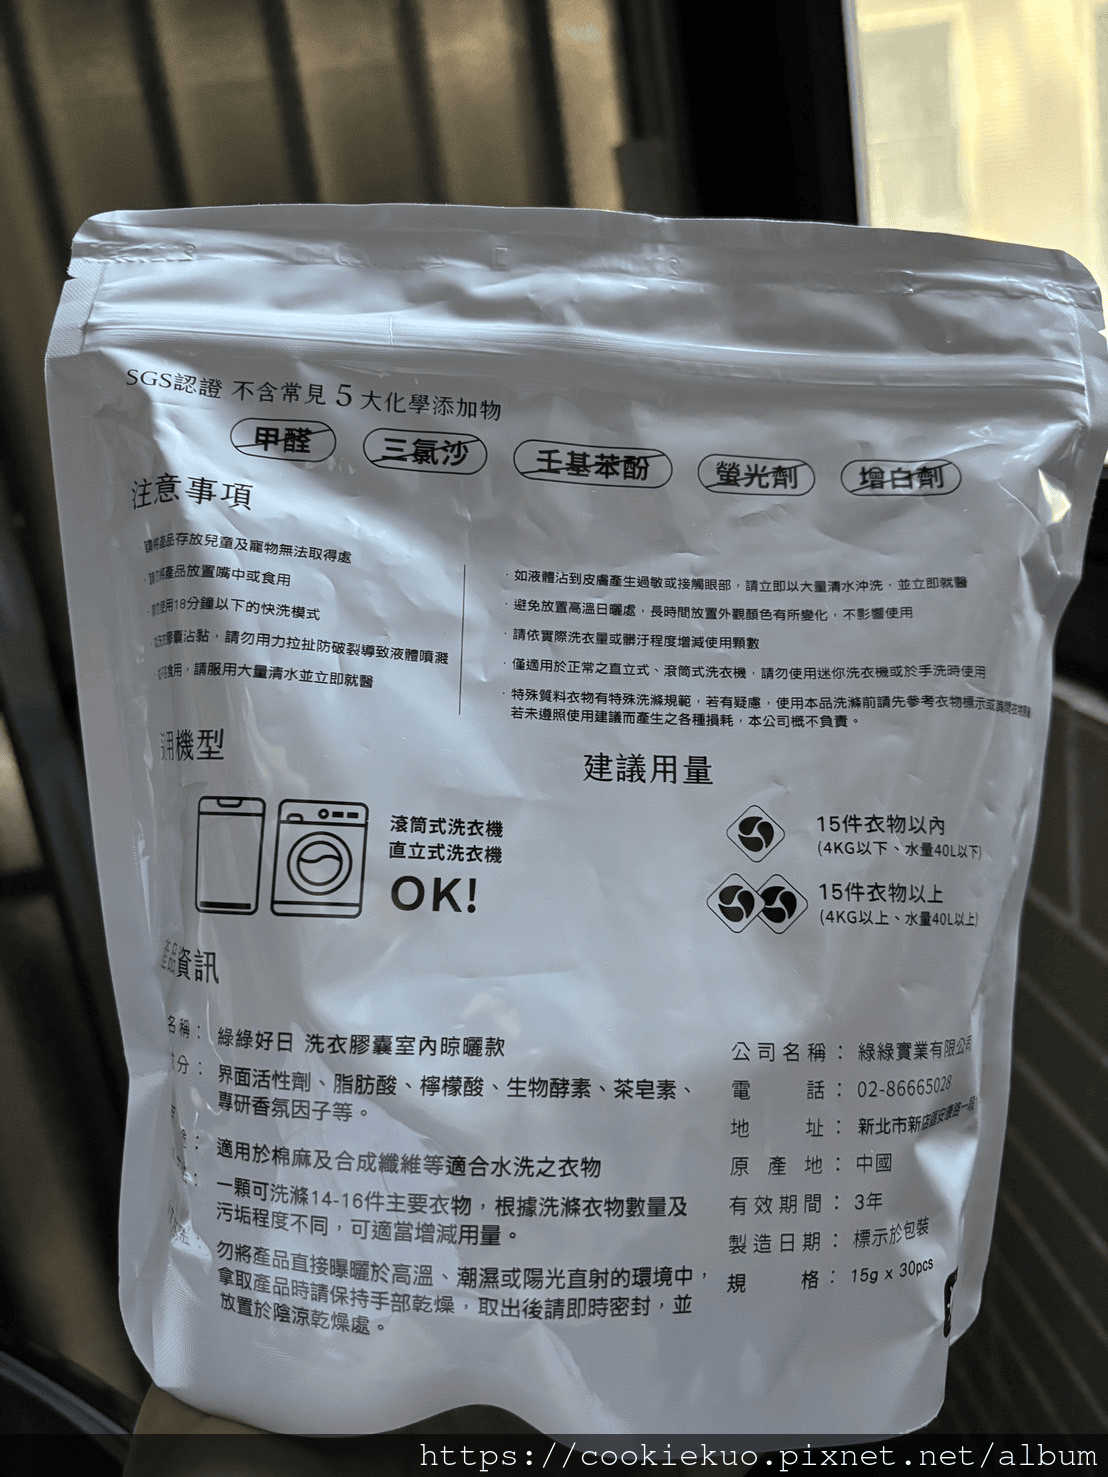 SGS認證 不含常見 5 大化學添加物
甲醛 三氯沙 壬基苯酚 螢光劑 增白劑
注意事項
將產品存放兒童及寵物無法取得處
將產品放置嘴中或食用
使用18分鐘以下的快洗模式
膠囊沾黏，請勿用力拉扯防破裂導致液體噴濺
食用，請服用大量清水並立即就醫
·如液體沾到皮膚產生過敏或接觸眼部，請立即以大量清水沖洗，並立即就醫
·避免放置高溫日曬處，長時間放置外觀顏色有所變化，不影響使用
·請依實際洗衣量或髒汙程度增減使用顆數
·僅適用於正常之直立式、滾筒式洗衣機，請勿使用迷你洗衣機或於手洗時使用
·特殊質料衣物有特殊洗滌規範，若有疑慮，使用本品洗滌前請先參考衣物標示或
若未遵照使用建議而產生之各種損耗，本公司概不負責。
用機型
滾筒式洗衣機
直立式洗衣機
OK!
建議用量
15件衣物以內
(4KG以下、水量40L以下)
15件衣物以上
(4KG以上、水量40L以上)
產品資訊
名稱： 綠綠好日 洗衣膠囊室內晾曬款
分： 界面活性劑、脂肪酸、檸檬酸、生物酵素、茶皂素、
專研香氛因子等。
適用於棉麻及合成纖維等適合水洗之衣物
一顆可洗滌14-16件主要衣物，根據洗滌衣物數量及
污垢程度不同，可適當增減用量。
勿將產品直接曝曬於高溫、潮濕或陽光直射的環境中，
拿取產品時請保持手部乾燥，取出後請即時密封，並
放置於陰涼乾燥處。
公司名稱： 綠綠實業有限公司
電話： 02-86665028
地址： 新北市新店區安康路一段
原產地： 中國
有效期間： 3年
製造日期： 標示於包裝
規格： 15g x 30pcs
https://cookiekuo.pixnet.net/album